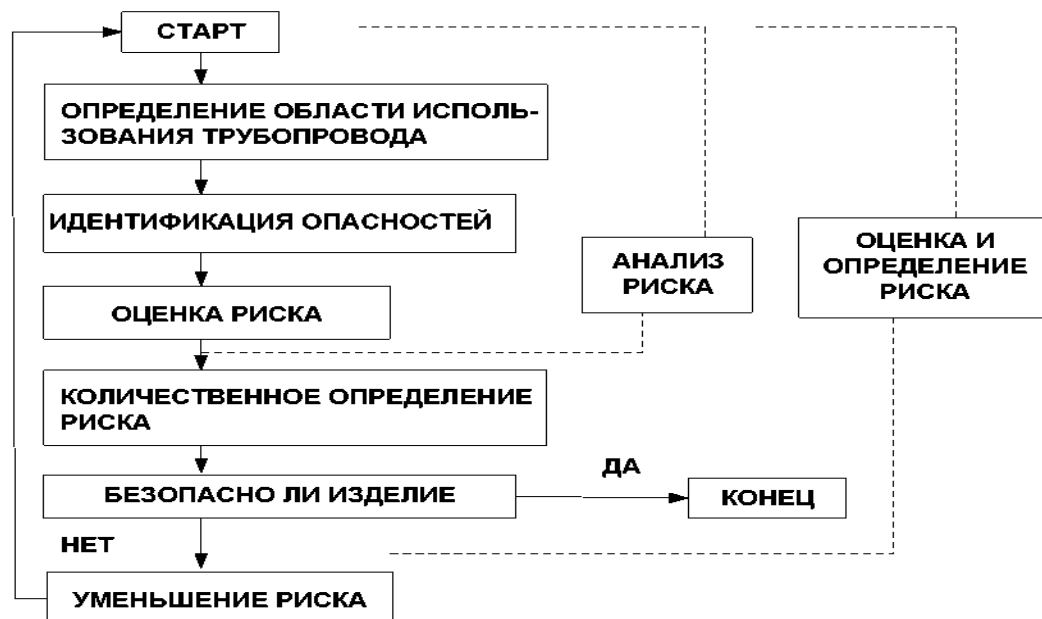 СТАРТ
ОПРЕДЕЛЕНИЕ ОБЛАСТИ ИСПОЛЬ-
ЗОВАНИЯ ТРУБОПРОВОДА
ИДЕНТИФИКАЦИЯ ОПАСНОСТЕЙ
ОЦЕНКА РИСКА
АНАЛИЗ
РИСКА
ОЦЕНКА И
ОПРЕДЕЛЕНИЕ
РИСКА
КОЛИЧЕСТВЕННОЕ ОПРЕДЕЛЕНИЕ
РИСКА
БЕЗОПАСНО ЛИ ИЗДЕЛИЕ
ДА
КОНЕЦ
НЕТ
УМЕНЬШЕНИЕ РИСКА